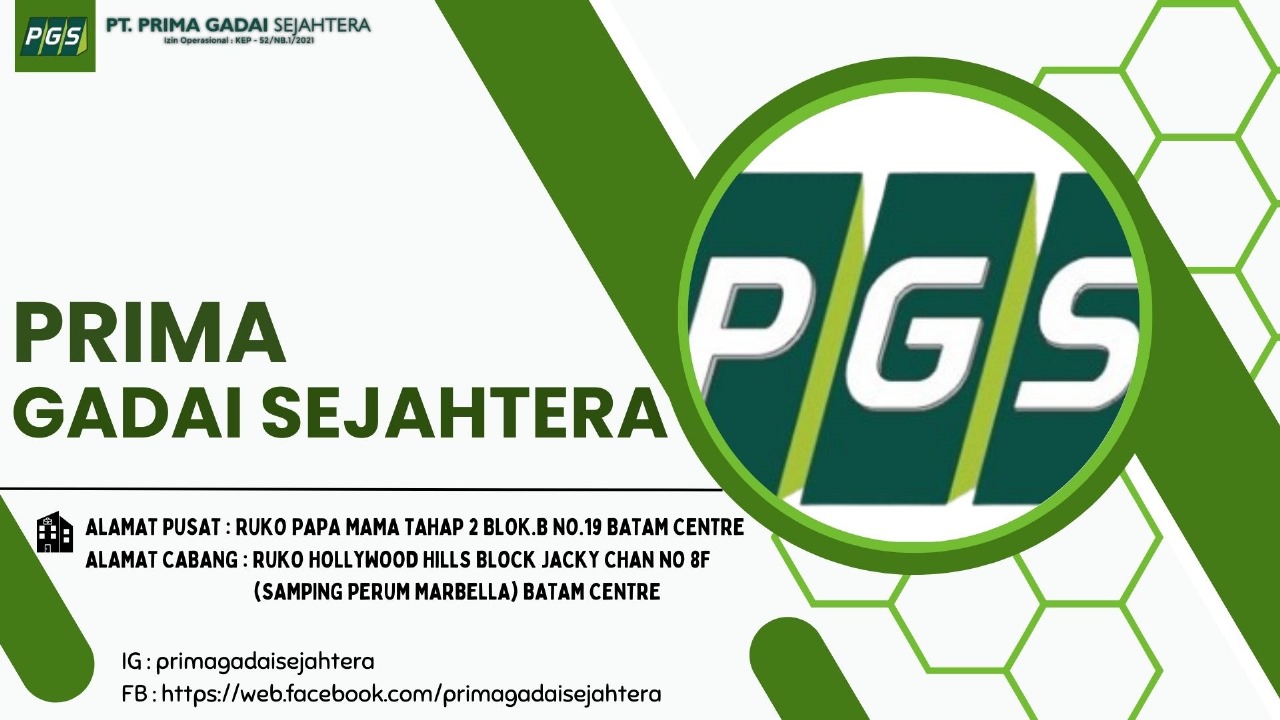 PGS
PT. PRIMA GADAI SEJAHTERA
Izin Operasional : KEP - 52/NB.1/2021
PGS
PRIMA
GADAI SEJAHTERA
ALAMAT PUSAT : RUKO PAPA MAMA TAHAP 2 BLOK.B NO.19 BATAM CENTRE
ALAMAT CABANG : RUKO HOLLYWOOD HILLS BLOCK JACKY CHAN NO 8F
(SAMPING PERUM MARBELLA) BATAM CENTRE
IG : primagadaisejahtera
FB : https://web.facebook.com/primagadaisejahtera